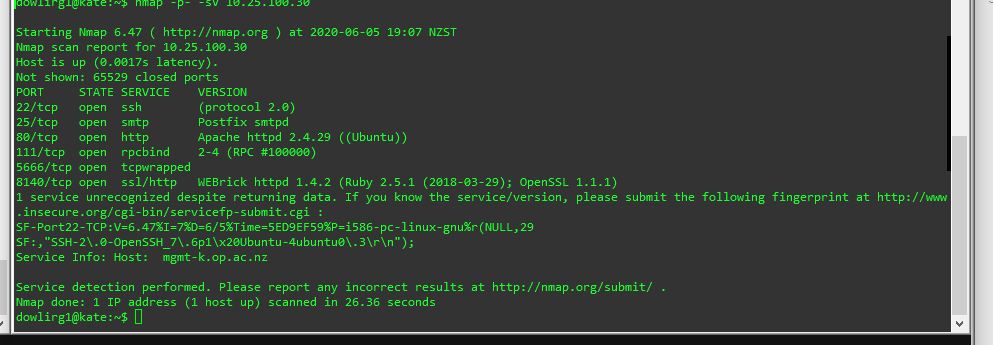 dowlirg1@kate:~$ nmap -p- -sV 10.25.100.30
Starting Nmap 6.47 ( http://nmap.org ) at 2020-06-05 19:07 NZST
Nmap scan report for 10.25.100.30
Host is up (0.0017s latency).
Not shown: 65529 closed ports
PORT     STATE SERVICE    VERSION
22/tcp   open  ssh        (protocol 2.0)
25/tcp   open  smtp       Postfix smtpd
80/tcp   open  http       Apache httpd 2.4.29 ((Ubuntu))
111/tcp  open  rpcbind    2-4 (RPC #100000)
5666/tcp open  tcpwrapped
8140/tcp open  ssl/http   WEBrick httpd 1.4.2 (Ruby 2.5.1 (2018-03-29); OpenSSL 1.1.1)
1 service unrecognized despite returning data. If you know the service/version, please submit the following fingerprint at http://www
.insecure.org/cgi-bin/servicefp-submit.cgi :
SF-Port22-TCP:V=6.47%I=7%D=6/5%Time=5ED9EF59%P=i586-pc-linux-gnu%r(NULL,29
SF:,"SSH-2\.0-OpenSSH_7\.6p1\x20Ubuntu-4ubuntu0\.3\r\n");
Service Info: Host:  mgmt-k.op.ac.nz
Service detection performed. Please report any incorrect results at http://nmap.org/submit/ .
Nmap done: 1 IP address (1 host up) scanned in 26.36 seconds
dowlirg1@kate:~$